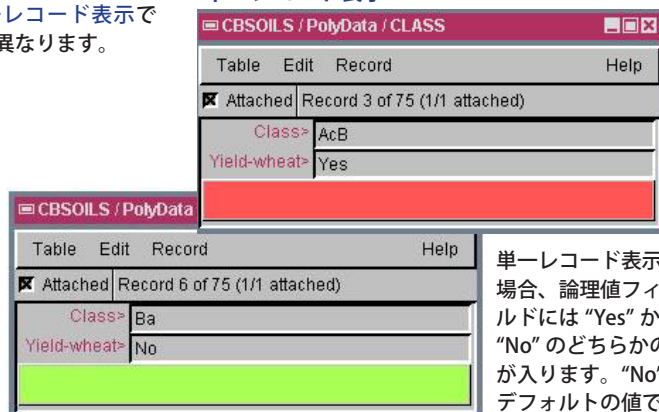 レコード表示で
異なります。
CBSOILS / PolyData / CLASS
Table Edit Record Help
Attached Record 3 of 75 (1/1 attached)
Class> AcB
Yield-wheat> Yes
CBSOILS / PolyData
Table Edit Record Help
Attached Record 6 of 75 (1/1 attached)
Class> Ba
Yield-wheat> No
単一レコード表示
場合、論理値フィ
ルドには “Yes” か
“No” のどちらかの
が入ります。“No”
デフォルトの値で